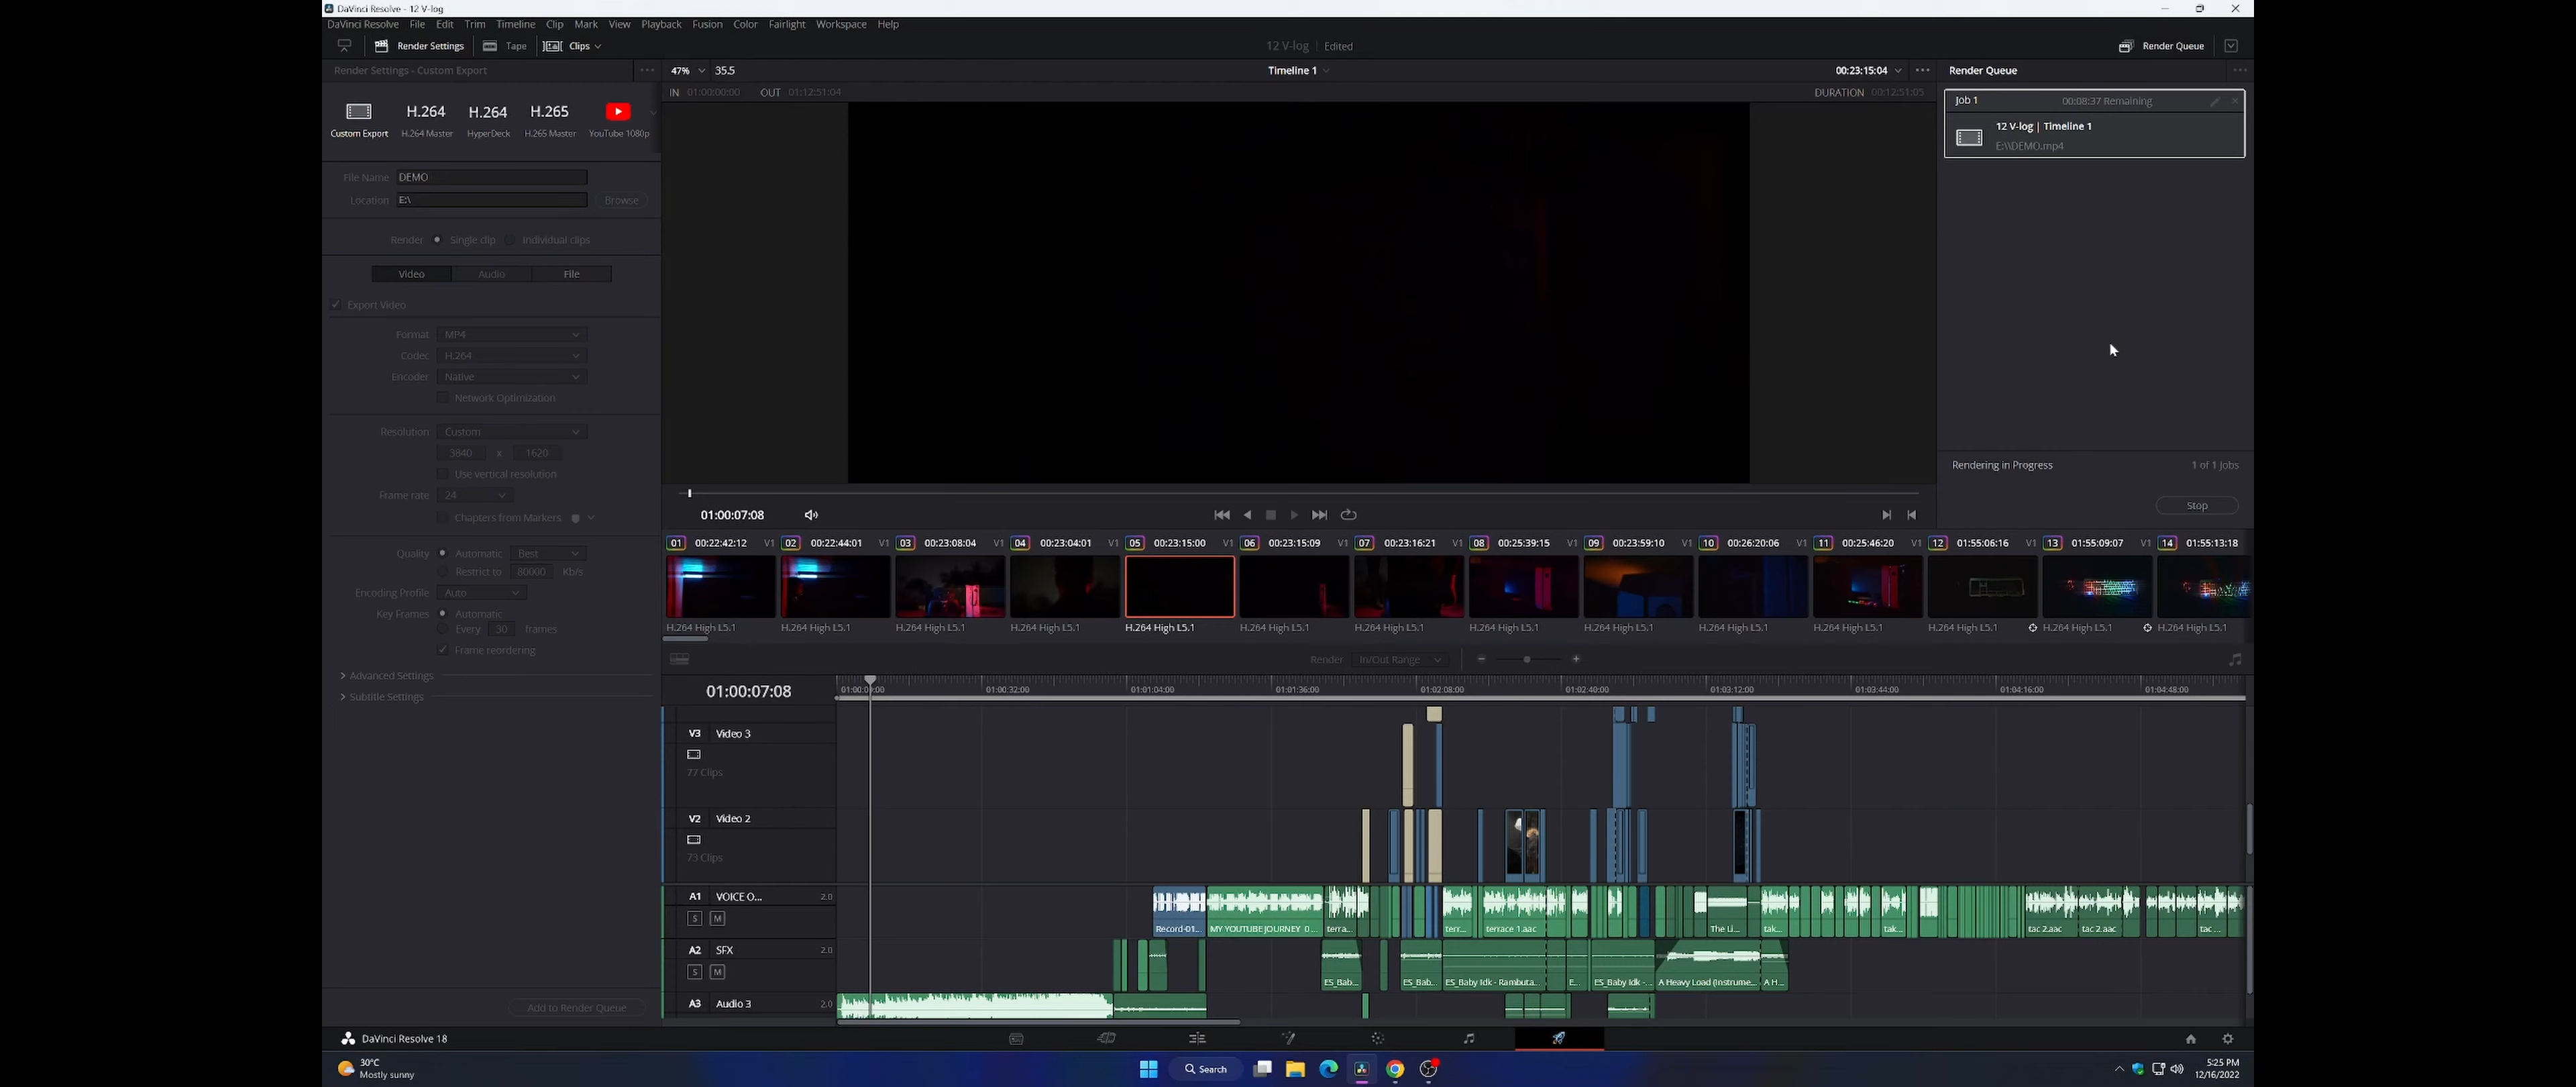 DaVinci Resolve - 12 V-log
DaVinci Resolve File Edit Trim Timeline Clip Mark View Playback Fusion Color Fairlight Workspace Help
Render Settings Tape Clips 12 V-log Edited Render Queue
Render Settings - Custom Export 47% 35.5 Timeline 1 00:23:15:04 Render Queue
IN 01:00:00:00 OUT 01:12:51:04 DURATION 00:12:51:05
H.264 H.264 H.265
Custom Export H.264 Master HyperDeck H.265 Master YouTube 1080p
Job 1 00:08:37 Remaining
12 V-log | Timeline 1
E:\\DEMO.mp4
File Name DEMO
Location E:\ Browse
Render Single clip Individual clips
Video Audio File
Export Video
Format MP4
Codec H.264
Encoder Native
Network Optimization
Resolution Custom
3840 x 1620
Use vertical resolution
Frame rate 24
Chapters from Markers
Quality Automatic Best
Restrict to 80000 Kb/s
Encoding Profile Auto
Key Frames Automatic
Every 30 frames
Frame reordering
Advanced Settings
Subtitle Settings
Add to Render Queue
Rendering in Progress 1 of 1 Jobs
Stop
01:00:07:08
01 00:22:42:12 V1 02 00:22:44:01 V1 03 00:23:08:04 V1 04 00:23:04:01 V1 05 00:23:15:00 V1 06 00:23:15:09 V1 07 00:23:16:21 V1 08 00:25:39:15 V1 09 00:23:59:10 V1 10 00:26:20:06 V1 11 00:25:46:20 V1 12 01:55:06:16 V1 13 01:55:09:07 V1 14 01:55:13:18
H.264 High L5.1 H.264 High L5.1 H.264 High L5.1 H.264 High L5.1 H.264 High L5.1 H.264 High L5.1 H.264 High L5.1 H.264 High L5.1 H.264 High L5.1 H.264 High L5.1 H.264 High L5.1 H.264 High L5.1 H.264 High L5.1 H.264 High L5.1
Render In/Out Range
01:00:07:08 01:00:00:00 01:00:32:00 01:01:04:00 01:01:36:00 01:02:08:00 01:02:40:00 01:03:12:00 01:03:44:00 01:04:16:00 01:04:48:00
V3 Video 3
77 Clips
V2 Video 2
73 Clips
A1 VOICE O... 2.0
S M
Record-01... MY YOUTUBE JOURNEY 0... terra... terr... terrace 1.aac The Li... tak... tak... tac 2.aac tac 2.aac tac ...
A2 SFX 2.0
S M
ES_Bab... ES_Bab... ES_Baby Idk - Rambuta... E... ES_Baby Idk -... A Heavy Load (Instrume... A H...
A3 Audio 3 2.0
DaVinci Resolve 18
30°C
Mostly sunny
Search
5:25 PM
12/16/2022